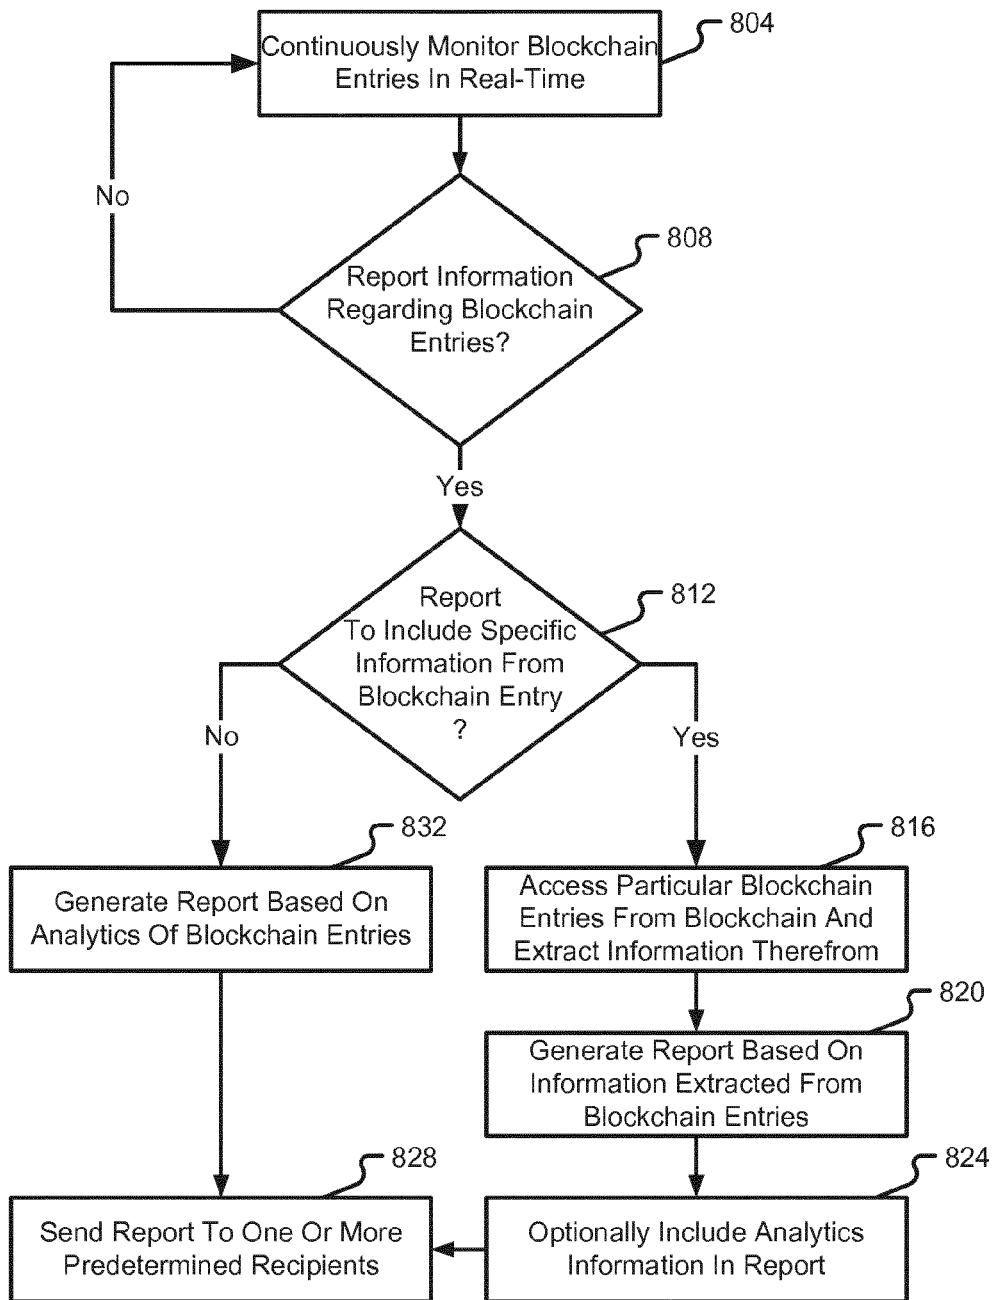 804
Continuously Monitor Blockchain
Entries In Real-Time
No
808
Report Information
Regarding Blockchain
Entries?
Yes
812
Report
To Include Specific
Information From
Blockchain Entry
?
No
Yes
832
Generate Report Based On
Analytics Of Blockchain Entries
816
Access Particular Blockchain
Entries From Blockchain And
Extract Information Therefrom
820
Generate Report Based On
Information Extracted From
Blockchain Entries
828
Send Report To One Or More
Predetermined Recipients
824
Optionally Include Analytics
Information In Report